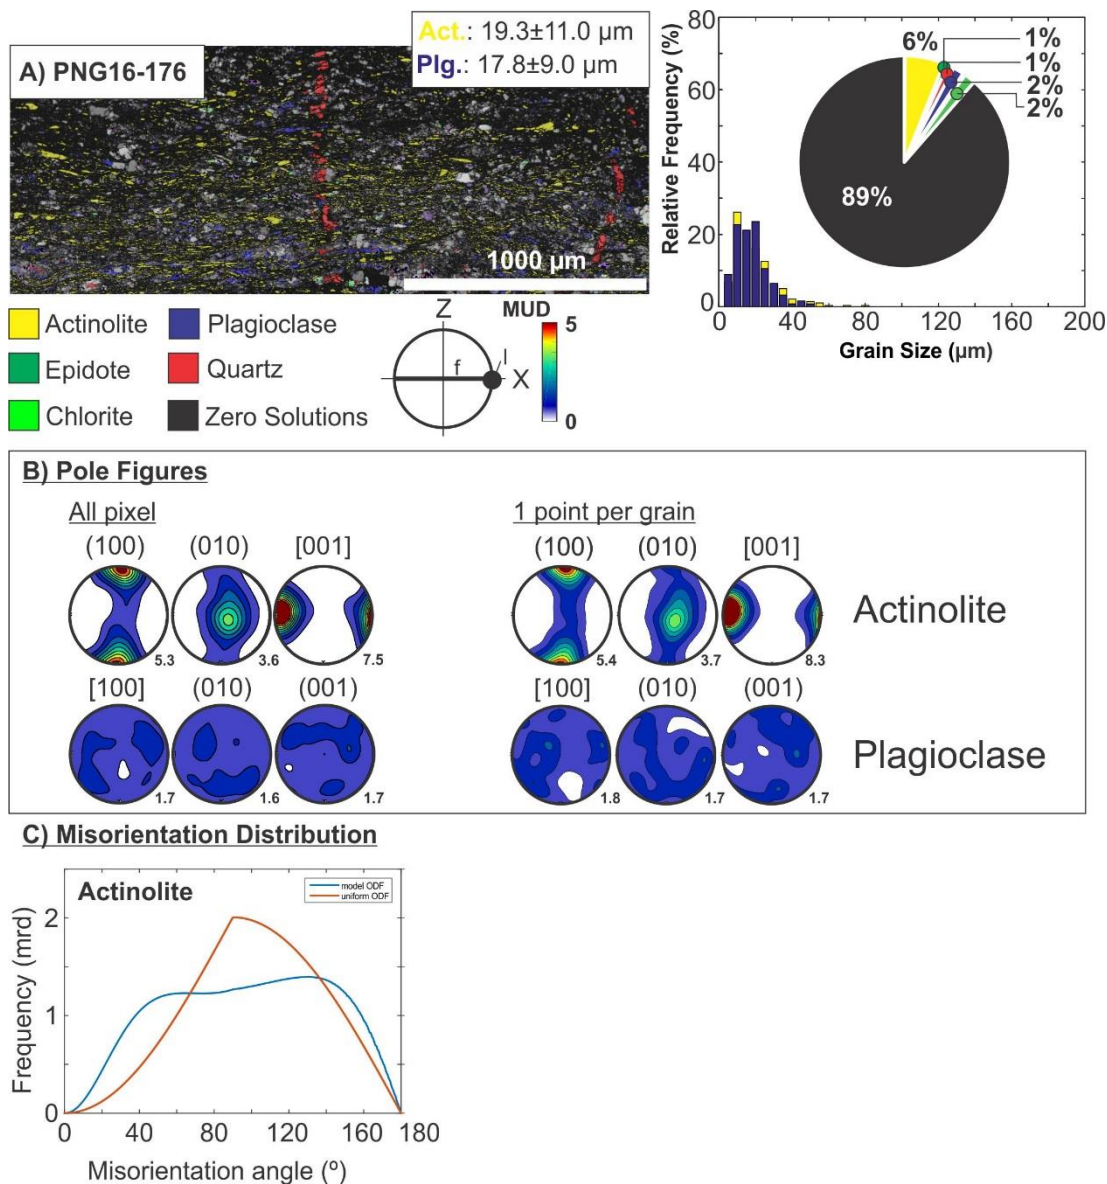 A) PNG16-176
Act.: 19.3±11.0 µm
Plg.: 17.8±9.0 µm
1000 µm
Relative Frequency (%)
80
60
40
20
0
0 40 80 120 160 200
Grain Size (µm)
6%
1%
1%
2%
2%
89%
Actinolite
Plagioclase
Epidote
Quartz
Chlorite
Zero Solutions
Z
f
l
X
MUD
5
0
B) Pole Figures
All pixel
(100) (010) [001]
5.3 3.6 7.5
[100] (010) (001)
1.7 1.6 1.7
1 point per grain
(100) (010) [001]
5.4 3.7 8.3
Actinolite
[100] (010) (001)
1.8 1.7 1.7
Plagioclase
C) Misorientation Distribution
Actinolite
model ODF
uniform ODF
Frequency (mrd)
2
1
0
0 40 80 120 160 180
Misorientation angle (º)